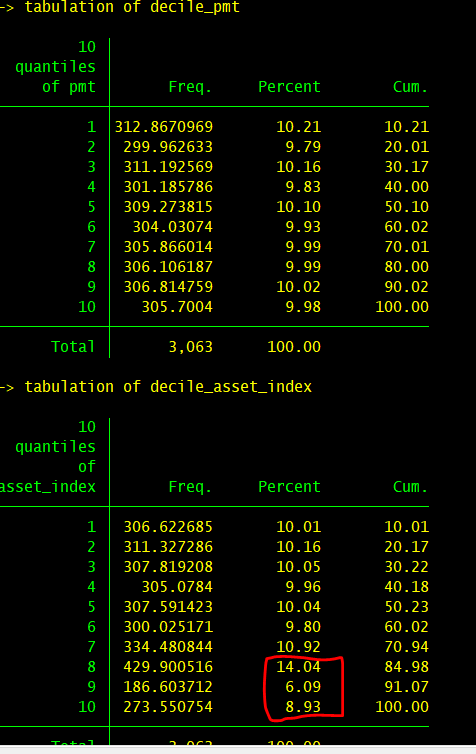 -> tabulation of decile_pmt
10
quantiles
of pmt Freq. Percent Cum.
1 312.8670969 10.21 10.21
2 299.962633 9.79 20.01
3 311.192569 10.16 30.17
4 301.185786 9.83 40.00
5 309.273815 10.10 50.10
6 304.03074 9.93 60.02
7 305.866014 9.99 70.01
8 306.106187 9.99 80.00
9 306.814759 10.02 90.02
10 305.7004 9.98 100.00
Total 3,063 100.00
-> tabulation of decile_asset_index
10
quantiles
of
asset_index Freq. Percent Cum.
1 306.622685 10.01 10.01
2 311.327286 10.16 20.17
3 307.819208 10.05 30.22
4 305.0784 9.96 40.18
5 307.591423 10.04 50.23
6 300.025171 9.80 60.02
7 334.480844 10.92 70.94
8 429.900516 14.04 84.98
9 186.603712 6.09 91.07
10 273.550754 8.93 100.00
Total 3,063 100.00